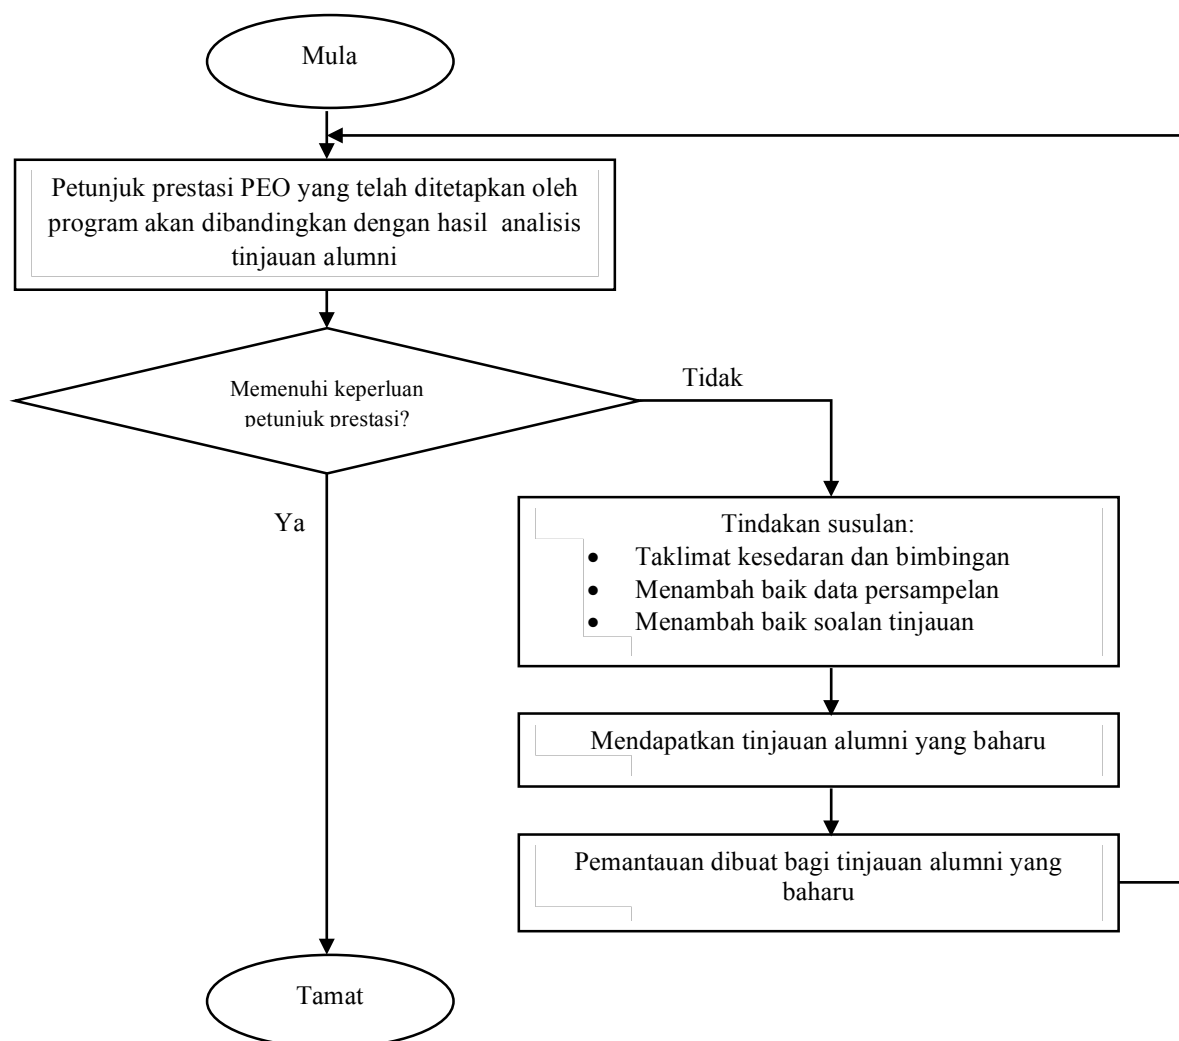 Mula
Petunjuk prestasi PEO yang telah ditetapkan oleh
program akan dibandingkan dengan hasil analisis
tinjauan alumni
Memenuhi keperluan
petunjuk prestasi?
Tidak
Ya
Tindakan susulan:
• Taklimat kesedaran dan bimbingan
• Menambah baik data persampelan
• Menambah baik soalan tinjauan
Mendapatkan tinjauan alumni yang baharu
Pemantauan dibuat bagi tinjauan alumni yang
baharu
Tamat